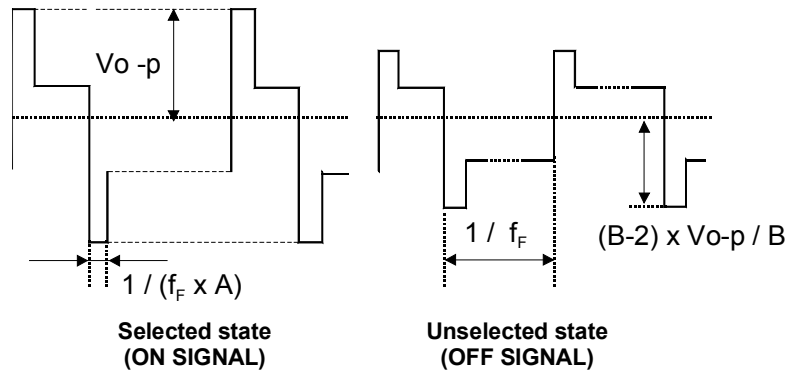 Vo -p
1 / fF
(B-2) x Vo-p / B
1 / (fF x A)
Selected state
(ON SIGNAL)
Unselected state
(OFF SIGNAL)